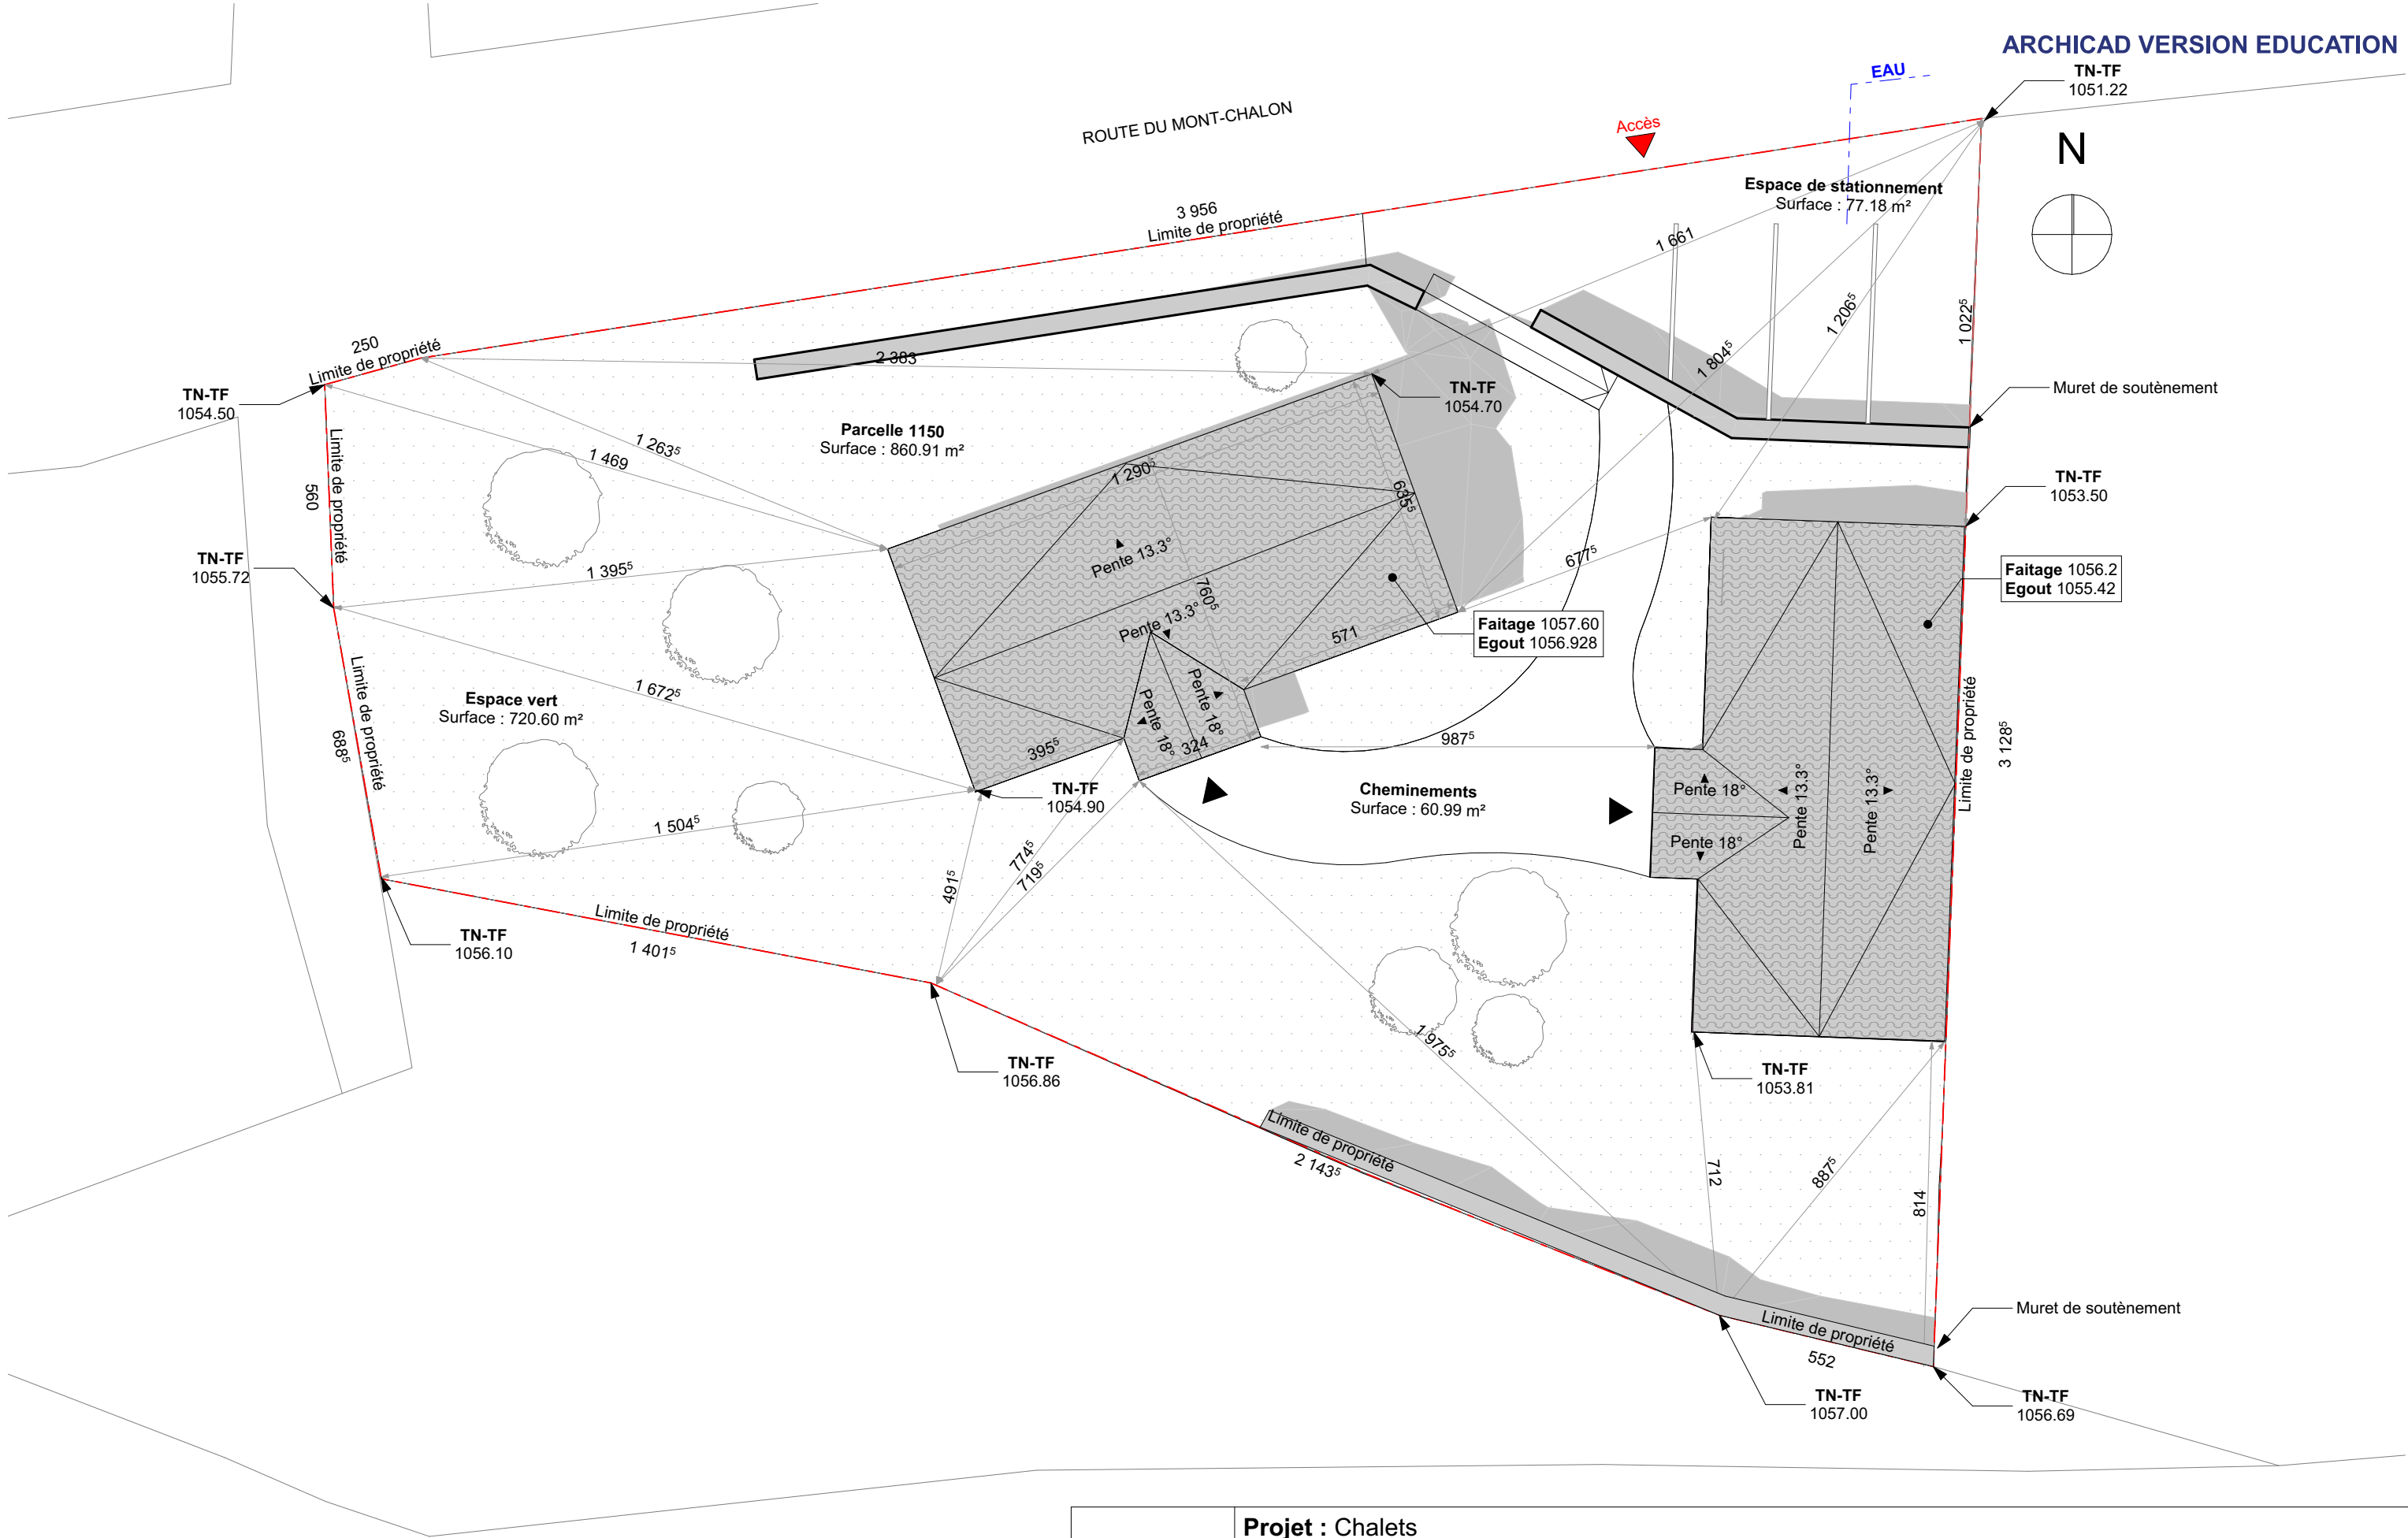 ARCHICAD VERSION EDUCATION
EAU
TN-TF
1051.22
ROUTE DU MONT-CHALON
Accès
N
Espace de stationnement
Surface : 77.18 m²
3 956
Limite de propriété
1 661
250
Limite de propriété
1 206⁵
1 022⁵
2 383
1 804⁵
TN-TF
1054.50
TN-TF
1054.70
Muret de soutènement
Parcelle 1150
Surface : 860.91 m²
1 263⁵
1 469
Limite de propriété
560
1 290⁵
635⁵
TN-TF
1053.50
TN-TF
1055.72
1 395⁵
Pente 13.3°
677⁵
760⁵
Faitage 1056.2
Egout 1055.42
Pente 13.3°
571
Faitage 1057.60
Egout 1056.928
Limite de propriété
688⁵
1 672⁵
Espace vert
Surface : 720.60 m²
Pente 18°
Pente 18°
324
395⁵
987⁵
Limite de propriété
3 128⁵
TN-TF
1054.90
Cheminements
Surface : 60.99 m²
Pente 18°
Pente 18°
Pente 13.3°
Pente 13.3°
1 504⁵
774⁵
719⁵
491⁵
Limite de propriété
1 401⁵
TN-TF
1056.10
TN-TF
1056.86
1 975⁵
TN-TF
1053.81
Limite de propriété
2 143⁵
712
887⁵
814
Limite de propriété
552
Muret de soutènement
TN-TF
1057.00
TN-TF
1056.69
Projet : Chalets